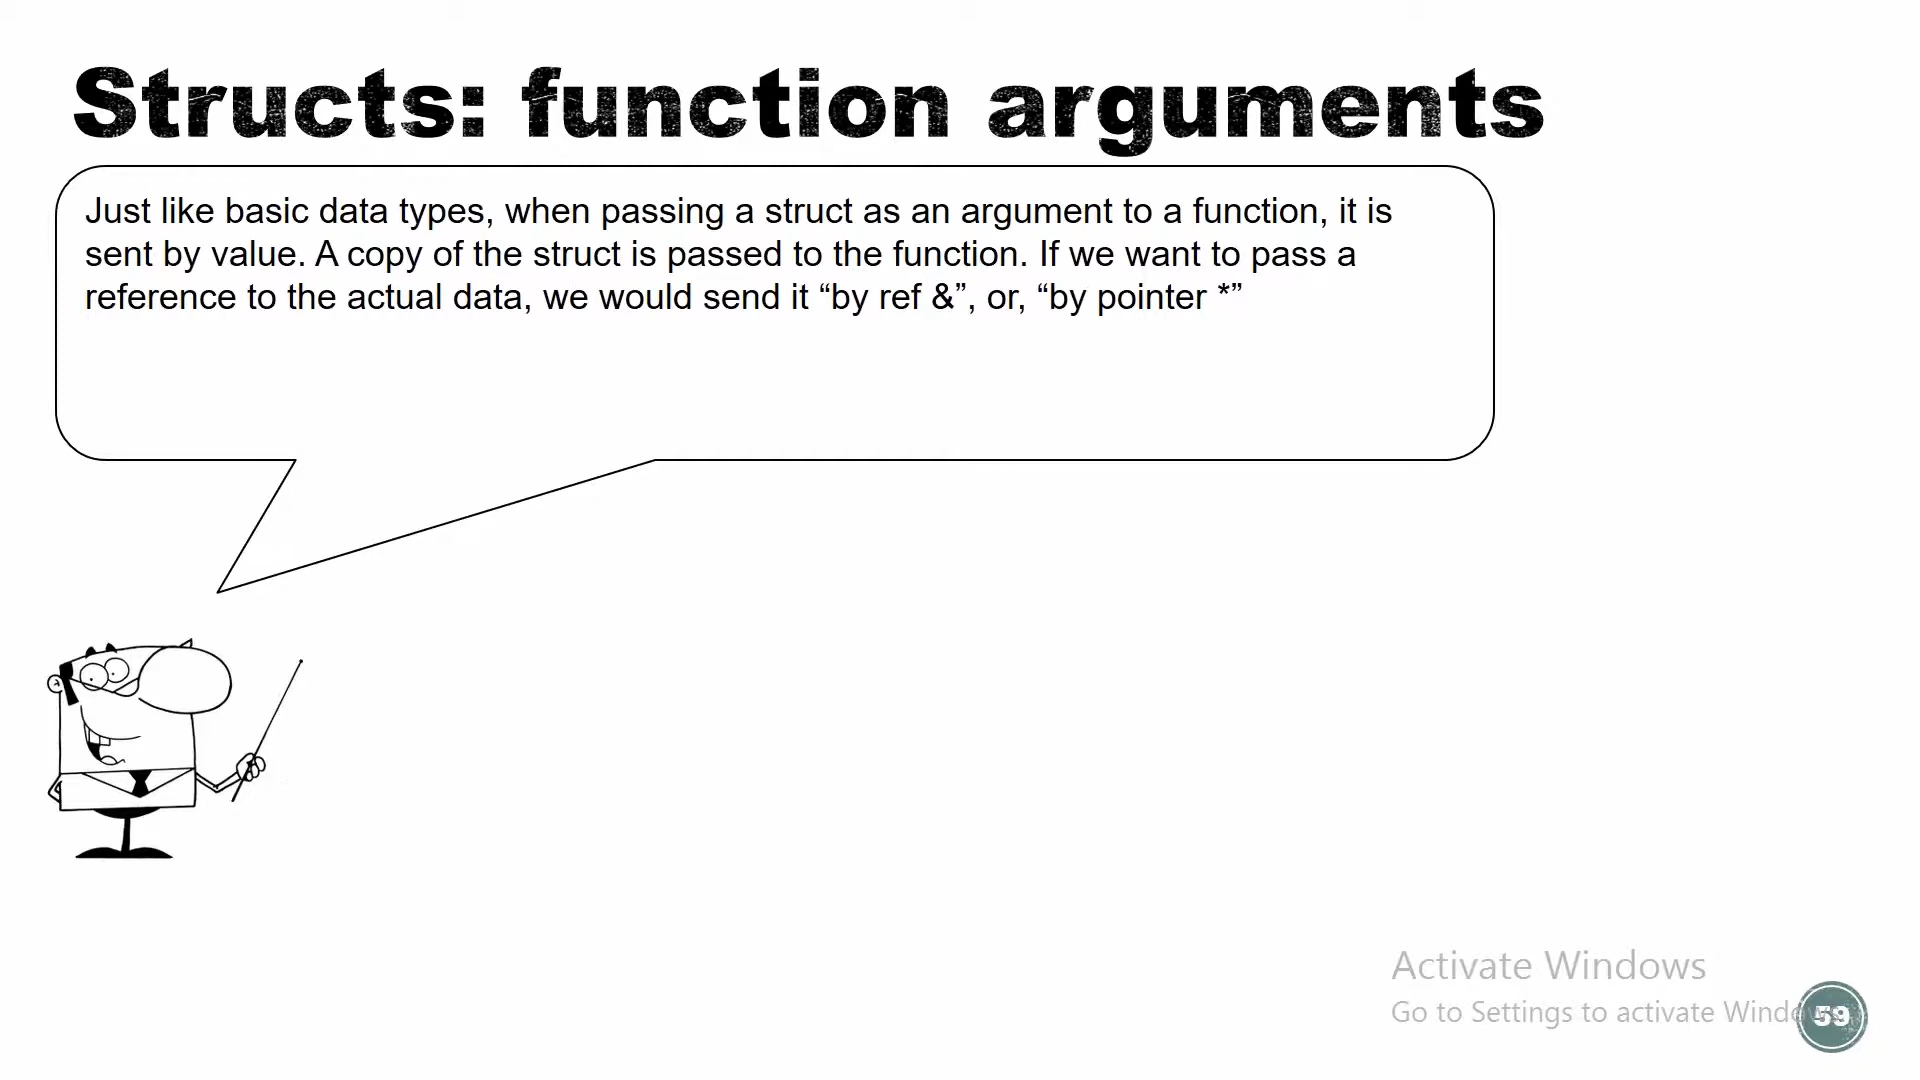 Structs: function arguments
Just like basic data types, when passing a struct as an argument to a function, it is
sent by value. A copy of the struct is passed to the function. If we want to pass a
reference to the actual data, we would send it “by ref &”, or, “by pointer *”
Activate Windows
Go to Settings to activate Windows
59